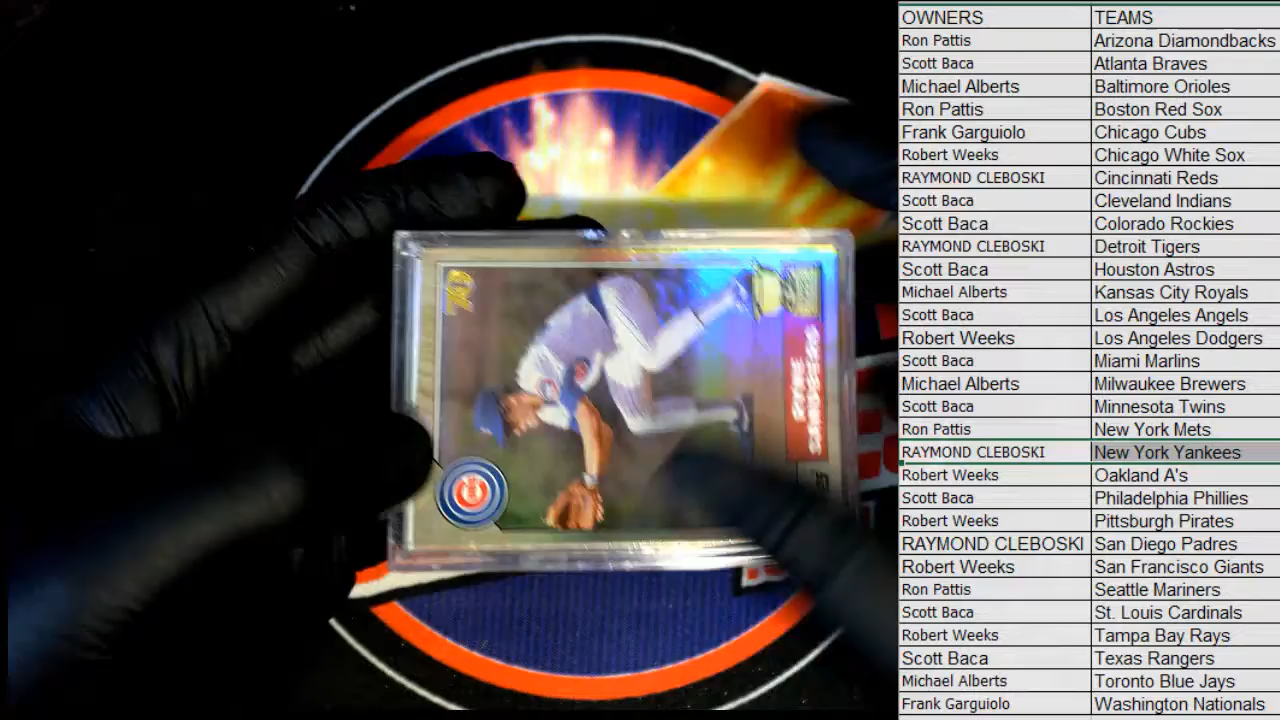 OWNERS TEAMS
Ron Pattis Arizona Diamondbacks
Scott Baca Atlanta Braves
Michael Alberts Baltimore Orioles
Ron Pattis Boston Red Sox
Frank Garguiolo Chicago Cubs
Robert Weeks Chicago White Sox
RAYMOND CLEBOSKI Cincinnati Reds
Scott Baca Cleveland Indians
Scott Baca Colorado Rockies
RAYMOND CLEBOSKI Detroit Tigers
Scott Baca Houston Astros
Michael Alberts Kansas City Royals
Scott Baca Los Angeles Angels
Robert Weeks Los Angeles Dodgers
Scott Baca Miami Marlins
Michael Alberts Milwaukee Brewers
Scott Baca Minnesota Twins
Ron Pattis New York Mets
RAYMOND CLEBOSKI New York Yankees
Robert Weeks Oakland A's
Scott Baca Philadelphia Phillies
Robert Weeks Pittsburgh Pirates
RAYMOND CLEBOSKI San Diego Padres
Robert Weeks San Francisco Giants
Ron Pattis Seattle Mariners
Scott Baca St. Louis Cardinals
Robert Weeks Tampa Bay Rays
Scott Baca Texas Rangers
Michael Alberts Toronto Blue Jays
Frank Garguiolo Washington Nationals